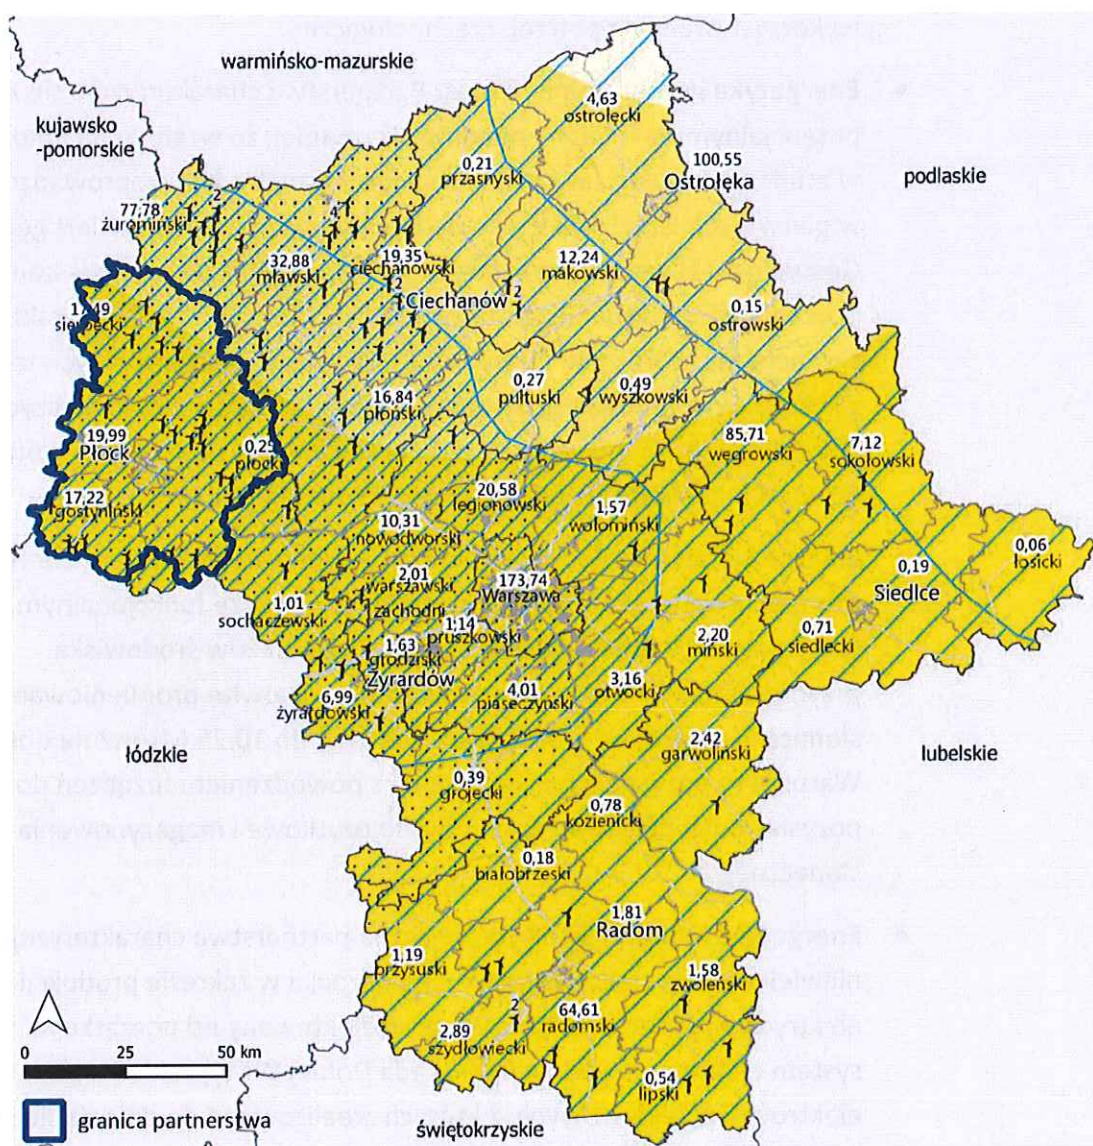 warmińsko-mazurskie
kujawsko
-pomorskie
podlaskie
4,63
ostrołęcki
100,55
Ostrołęka
0,21
przasnyski
77,78
żuromiński
2
4
32,88
mławski
19,35
ciechanowski
2
Ciechanów
2
12,24
makowski
0,15
ostrowski
17,49
sierpecki
0,27
pułtuski
0,49
wyszkowski
16,84
płoński
85,71
węgrowski
7,12
sokołowski
19,99
Płock
0,25
płocki
17,22
gostyniński
20,58
legionowski
1,57
wołomiński
10,31
nowodworski
2,01
warszawski
zachodni
173,74
Warszawa
0,06
łosicki
0,19
Siedlce
1,01
sochaczewski
1,14
pruszkowski
1,63
grodziski
Żyrardów
2,20
miński
0,71
siedlecki
6,99
żyrardowski
4,01
piaseczyński
3,16
otwocki
łódzkie
2,42
garwoliński
lubelskie
0,39
grójecki
0,78
kozienicki
0,18
białobrzeski
1,81
Radom
1,19
przysuski
1,58
zwoleński
2
64,61
radomski
2,89
szydłowiecki
0,54
lipski
0 25 50 km
granica partnerstwa
świętokrzyskie